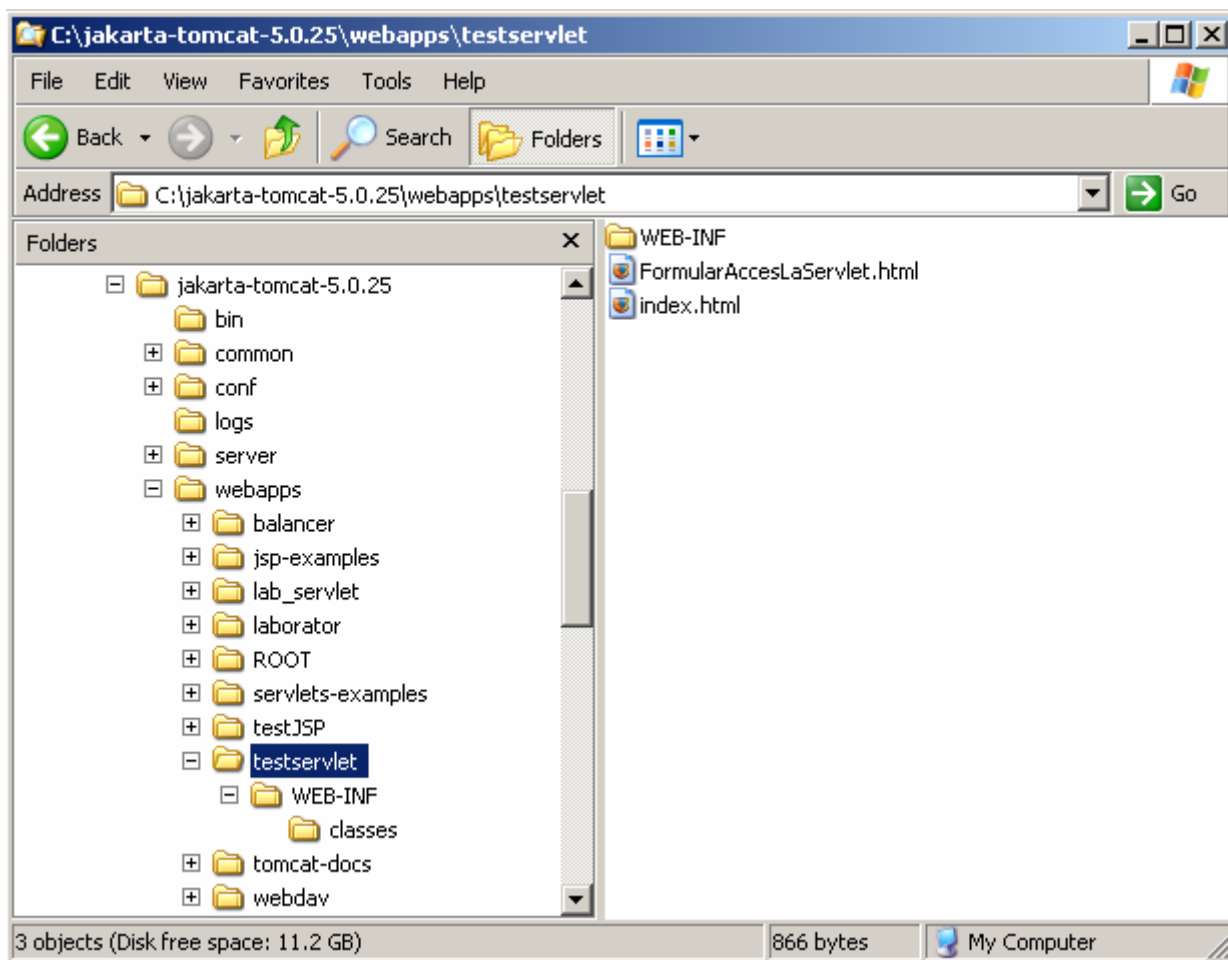 C:\jakarta-tomcat-5.0.25\webapps\testservlet
File Edit View Favorites Tools Help
Back Search Folders
Address C:\jakarta-tomcat-5.0.25\webapps\testservlet Go
Folders
jakarta-tomcat-5.0.25
bin
common
conf
logs
server
webapps
balancer
jsp-examples
lab_servlet
laborator
ROOT
servlets-examples
testJSP
testservlet
WEB-INF
classes
tomcat-docs
webdav
WEB-INF
FormularAccesLaServlet.html
index.html
3 objects (Disk free space: 11.2 GB) 866 bytes My Computer